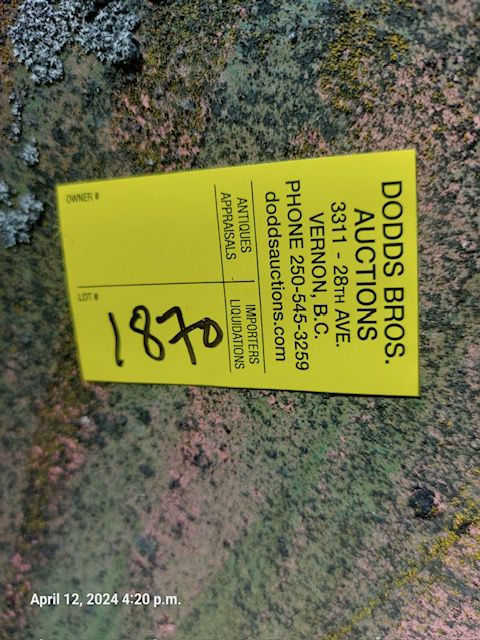 DODDS BROS.
AUCTIONS
3311 - 28TH AVE.
VERNON, B.C.
PHONE 250-545-3259
doddsauctions.com
ANTIQUES
APPRAISALS
IMPORTERS
LIQUIDATIONS
OWNER #
LOT #
1870
April 12, 2024 4:20 p.m.